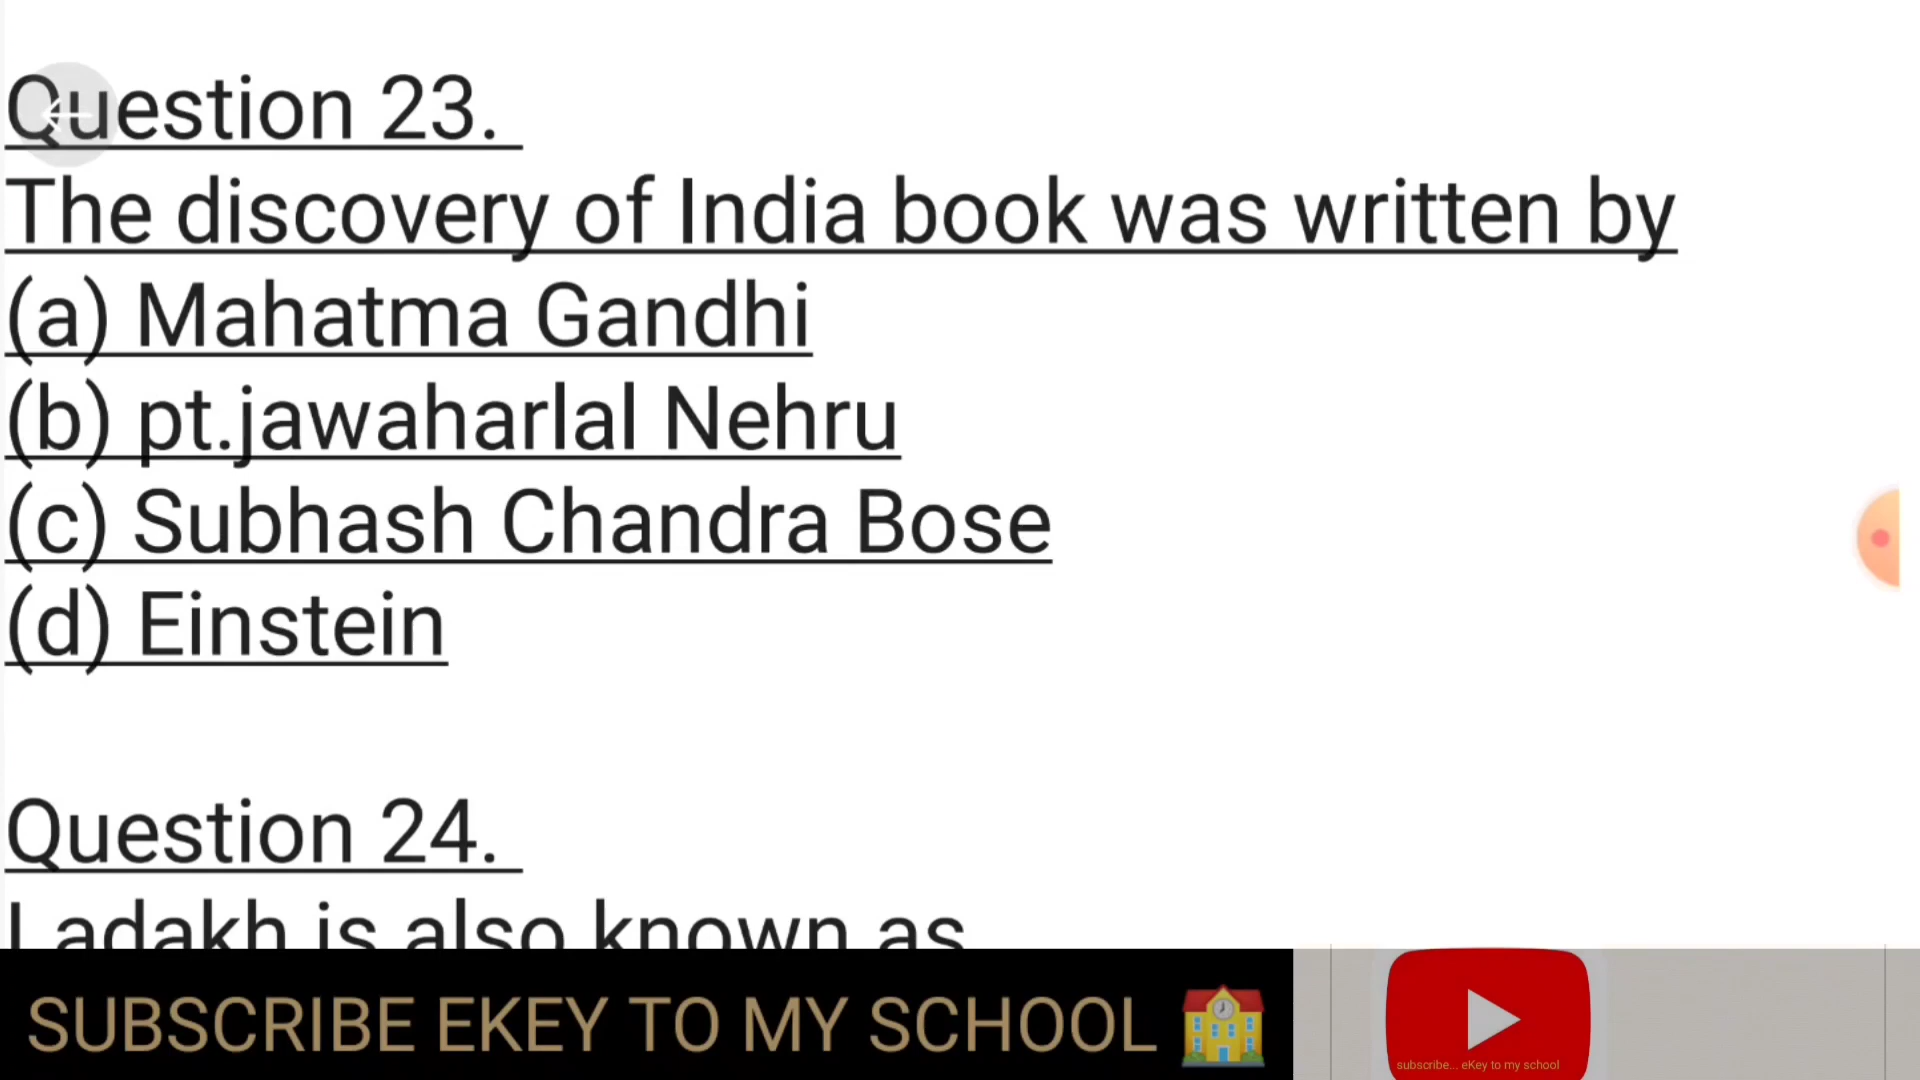 Question 23.
The discovery of India book was written by
(a) Mahatma Gandhi
(b) pt.jawaharlal Nehru
(c) Subhash Chandra Bose
(d) Einstein
Question 24.
Ladakh is also known as
SUBSCRIBE EKEY TO MY SCHOOL
subscribe... eKey to my school